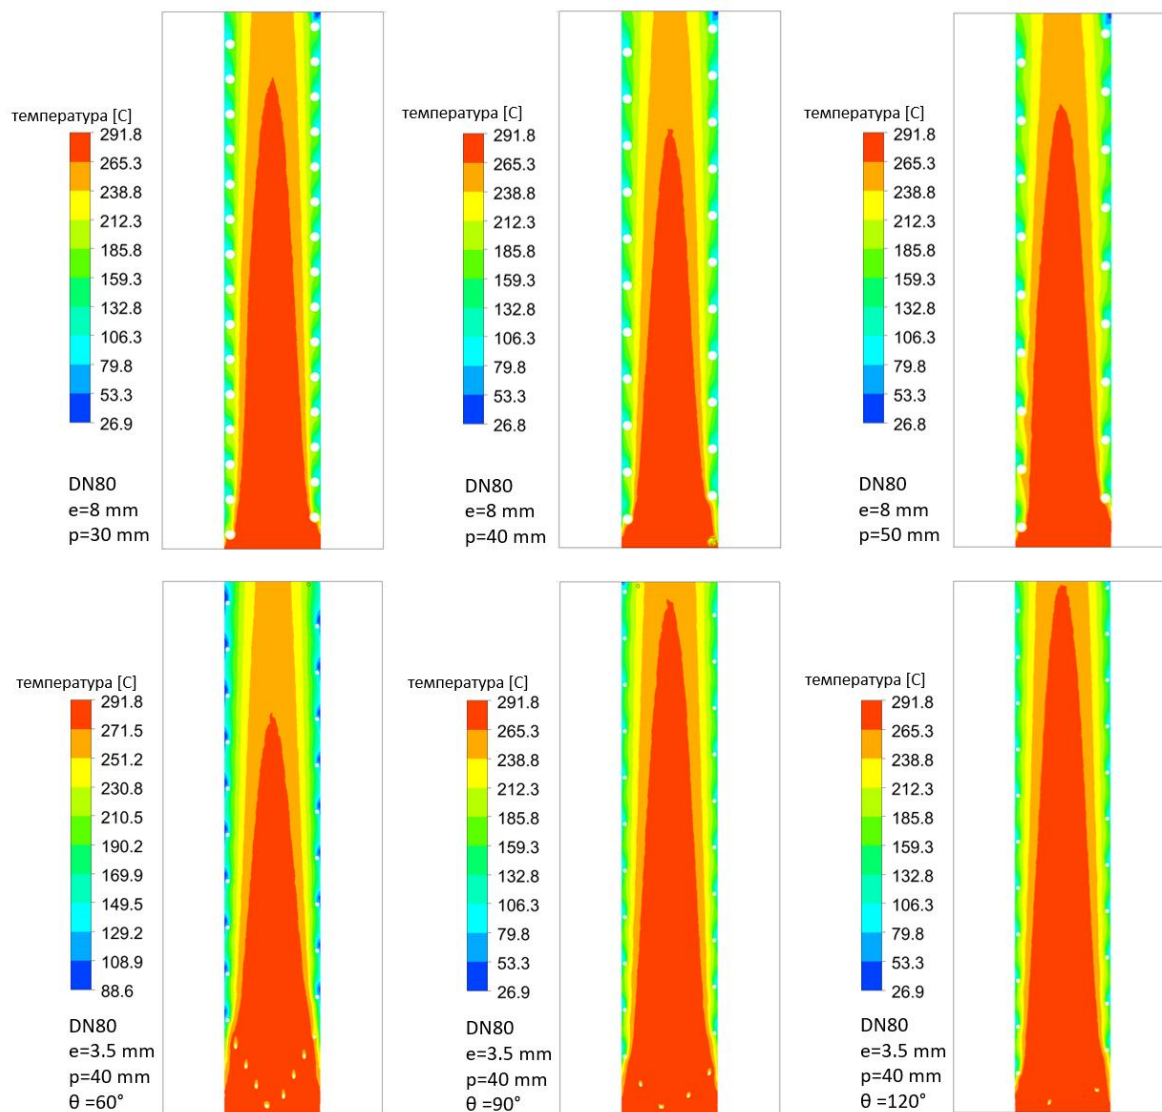 температура [C]
291.8
265.3
238.8
212.3
185.8
159.3
132.8
106.3
79.8
53.3
26.9
DN80
e=8 mm
p=30 mm
температура [C]
291.8
265.3
238.8
212.3
185.8
159.3
132.8
106.3
79.8
53.3
26.8
DN80
e=8 mm
p=40 mm
температура [C]
291.8
265.3
238.8
212.3
185.8
159.3
132.8
106.3
79.8
53.3
26.8
DN80
e=8 mm
p=50 mm
температура [C]
291.8
271.5
251.2
230.8
210.5
190.2
169.9
149.5
129.2
108.9
88.6
DN80
e=3.5 mm
p=40 mm
θ =60°
температура [C]
291.8
265.3
238.8
212.3
185.8
159.3
132.8
106.3
79.8
53.3
26.9
DN80
e=3.5 mm
p=40 mm
θ =90°
температура [C]
291.8
265.3
238.8
212.3
185.8
159.3
132.8
106.3
79.8
53.3
26.9
DN80
e=3.5 mm
p=40 mm
θ =120°